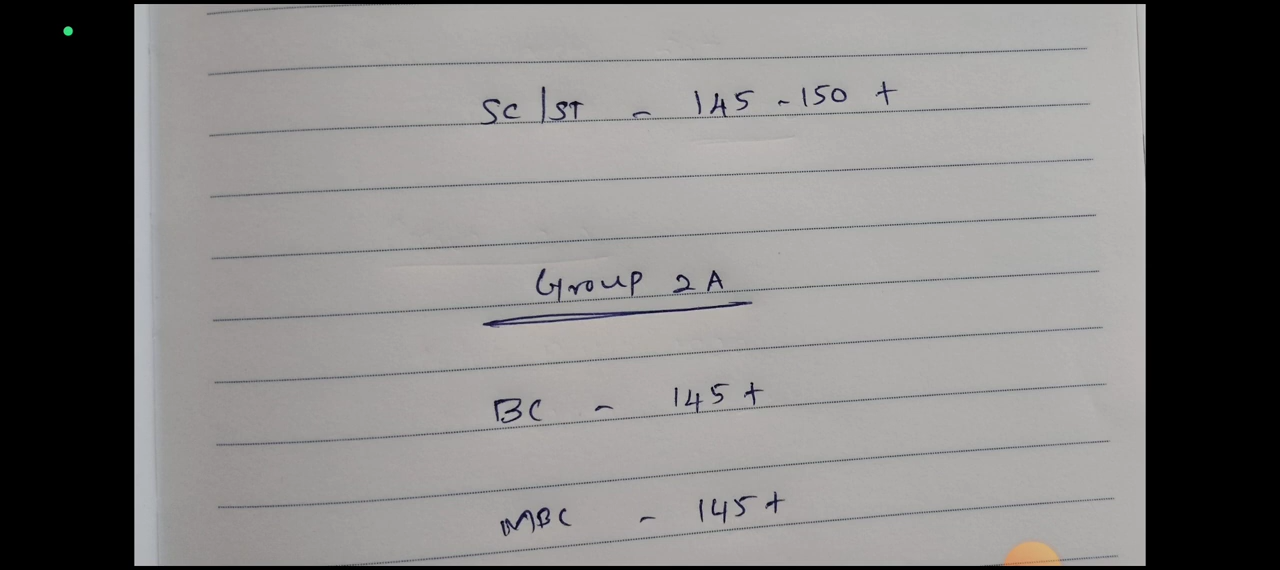 SC/ST - 145 - 150 +
Group 2A
BC - 145 +
MBC - 145 +